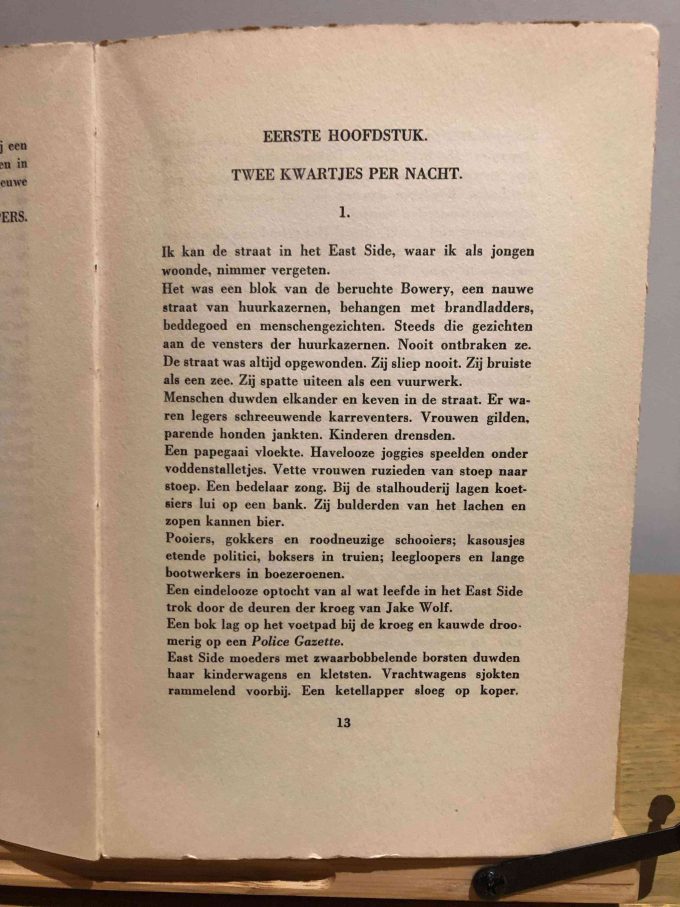 j een
en in
euwe
PERS.
EERSTE HOOFDSTUK.
TWEE KWARTJES PER NACHT.
1.
Ik kan de straat in het East Side, waar ik als jongen
woonde, nimmer vergeten.
Het was een blok van de beruchte Bowery, een nauwe
straat van huurkazernen, behangen met brandladders,
beddegoed en menschengezichten. Steeds die gezichten
aan de vensters der huurkazernen. Nooit ontbraken ze.
De straat was altijd opgewonden. Zij sliep nooit. Zij bruiste
als een zee. Zij spatte uiteen als een vuurwerk.
Menschen duwden elkander en keven in de straat. Er wa-
ren legers schreeuwende karreventers. Vrouwen gilden,
parende honden jankten. Kinderen drensden.
Een papegaai vloekte. Havelooze joggies speelden onder
voddenstalletjes. Vette vrouwen ruzieden van stoep naar
stoep. Een bedelaar zong. Bij de stalhouderij lagen koet-
siers lui op een bank. Zij bulderden van het lachen en
zopen kannen bier.
Pooiers, gokkers en roodneuzige schooiers; kasousjes
etende politici, boksers in truien; leegloopers en lange
bootwerkers in boezeroenen.
Een eindelooze optocht van al wat leefde in het East Side
trok door de deuren der kroeg van Jake Wolf.
Een bok lag op het voetpad bij de kroeg en kauwde droo-
merig op een Police Gazette.
East Side moeders met zwaarbobbelende borsten duwden
haar kinderwagens en kletsten. Vrachtwagens sjokten
rammelend voorbij. Een ketellapper sloeg op koper.
13